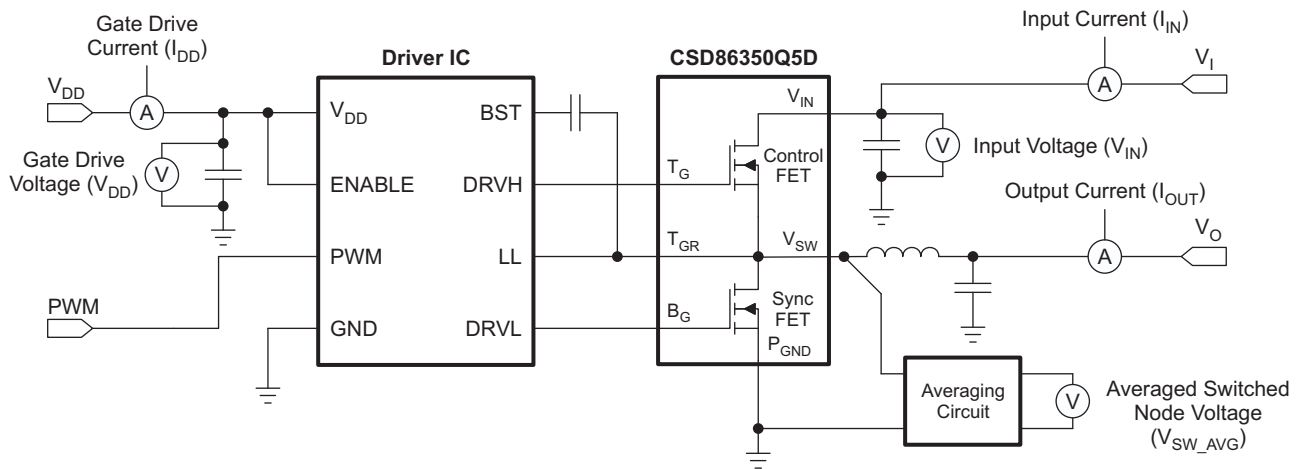 Gate Drive
Current (I_DD)
V_DD
A
Driver IC
CSD86350Q5D
Input Current (I_IN)
V_I
A
V_DD
BST
V_IN
Gate Drive
Voltage (V_DD)
V
Control
FET
V
Input Voltage (V_IN)
ENABLE
DRVH
T_G
Output Current (I_OUT)
V_O
PWM
LL
T_GR
V_SW
A
PWM
GND
DRVL
B_G
Sync
FET
P_GND
Averaging
Circuit
V
Averaged Switched
Node Voltage
(V_SW_AVG)